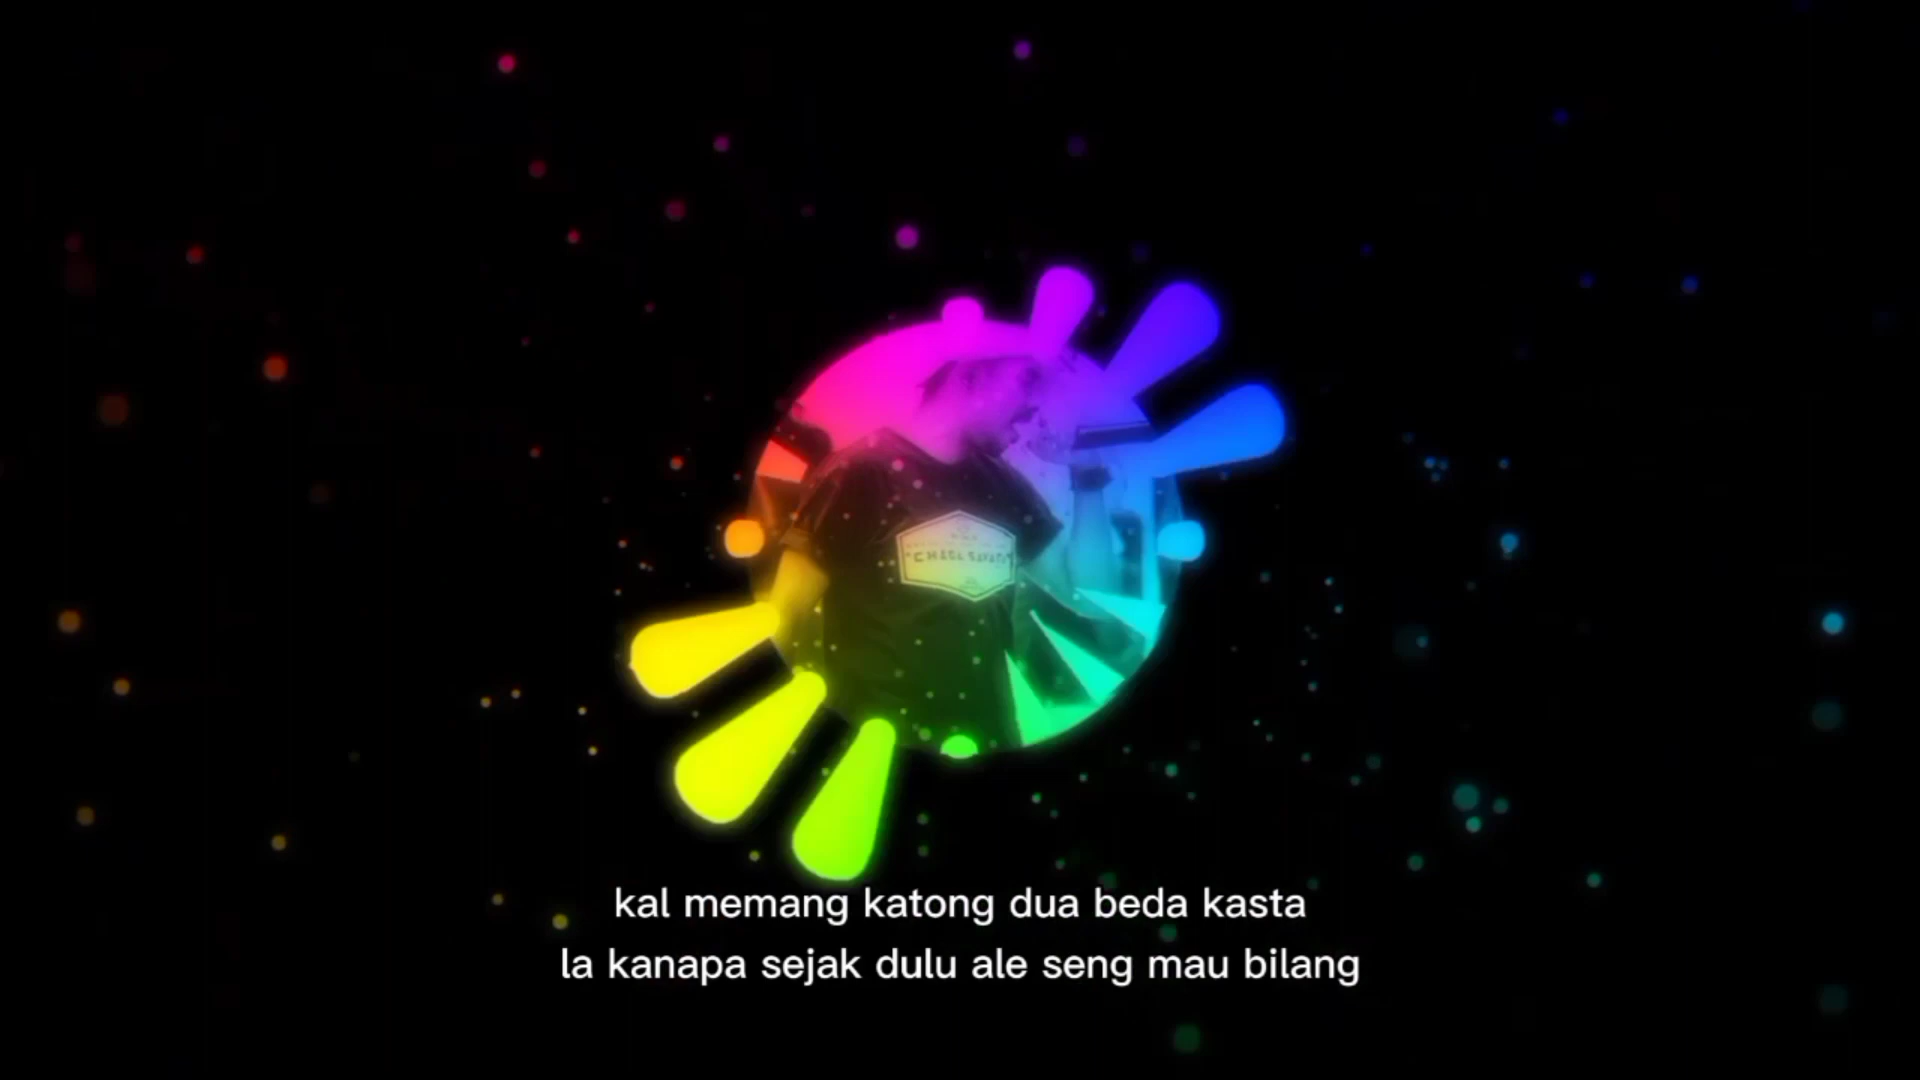 kal memang katong dua beda kasta
la kanapa sejak dulu ale seng mau bilang